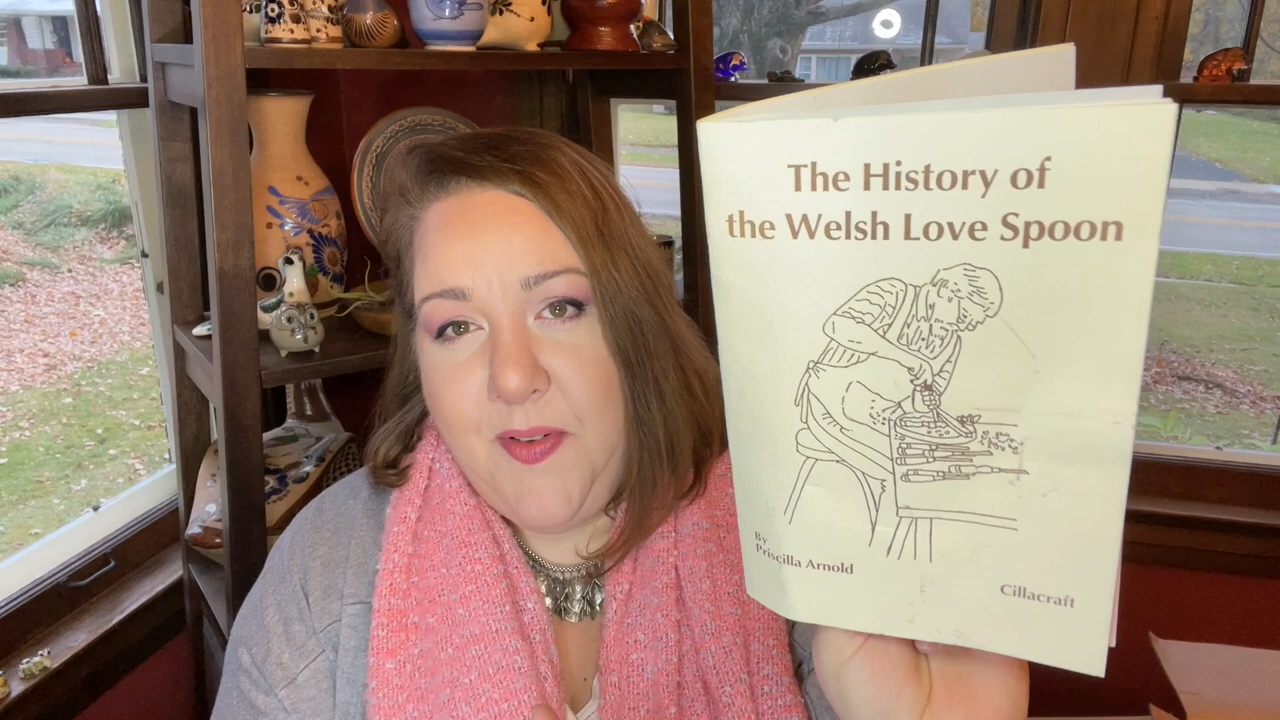 The History of
the Welsh Love Spoon
By
Priscilla Arnold
Cillacraft